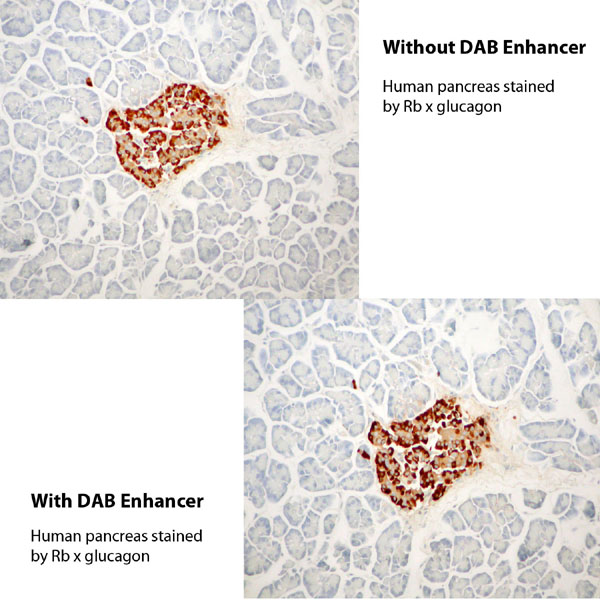 Without DAB Enhancer
Human pancreas stained
by Rb x glucagon
With DAB Enhancer
Human pancreas stained
by Rb x glucagon